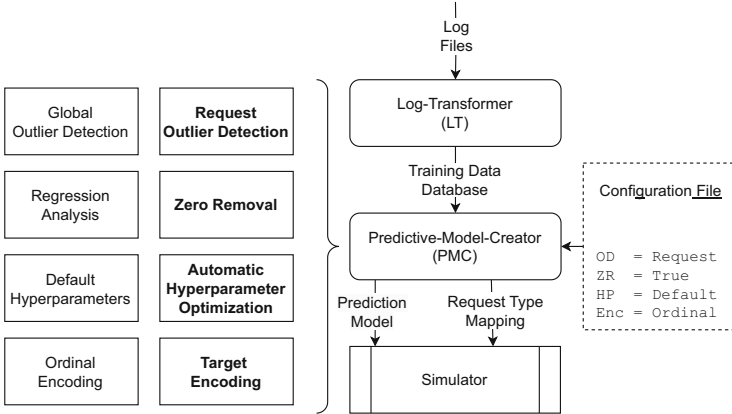 Log
Files
Global
Outlier Detection
Request
Outlier Detection
Log-Transformer
(LT)
Training Data
Database
Regression
Analysis
Zero Removal
Configuration File
Predictive-Model-Creator
(PMC)
OD = Request
ZR = True
HP = Default
Enc = Ordinal
Default
Hyperparameters
Automatic
Hyperparameter
Optimization
Prediction
Model
Request Type
Mapping
Ordinal
Encoding
Target
Encoding
Simulator